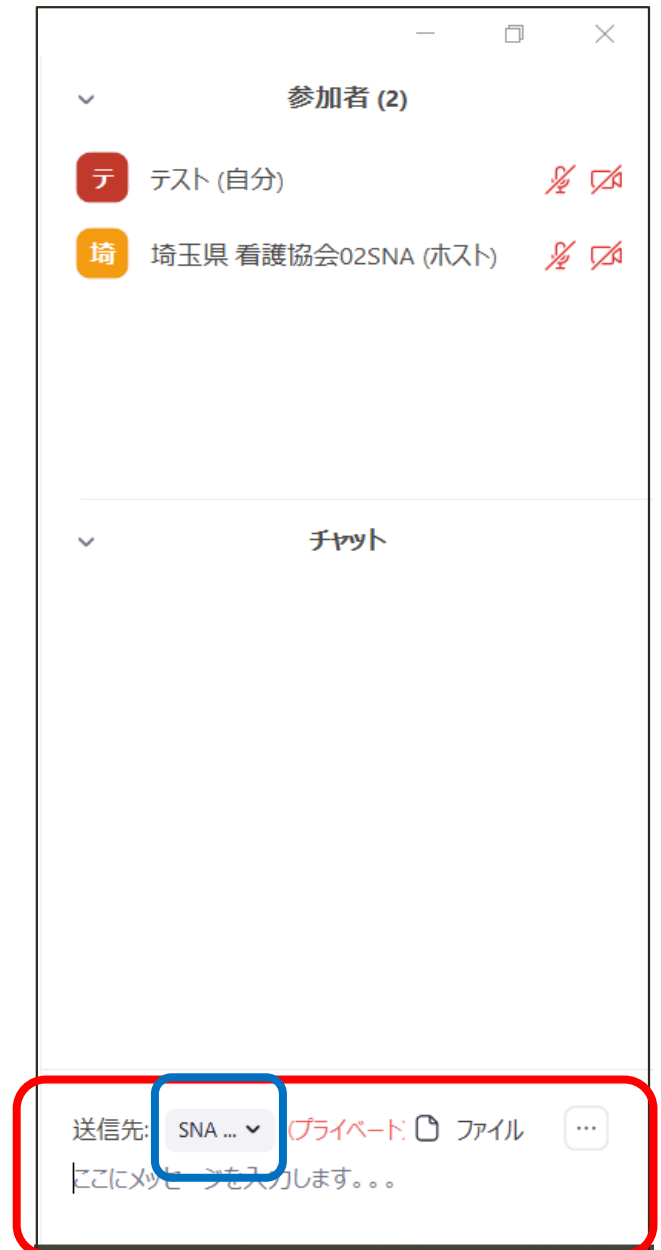 参加者 (2)
テ テスト (自分)
埼 埼玉県 看護協会02SNA (ホスト)
チャット
送信先: SNA ... (プライベート) ファイル ...
ここにメッセージを入力します。。。